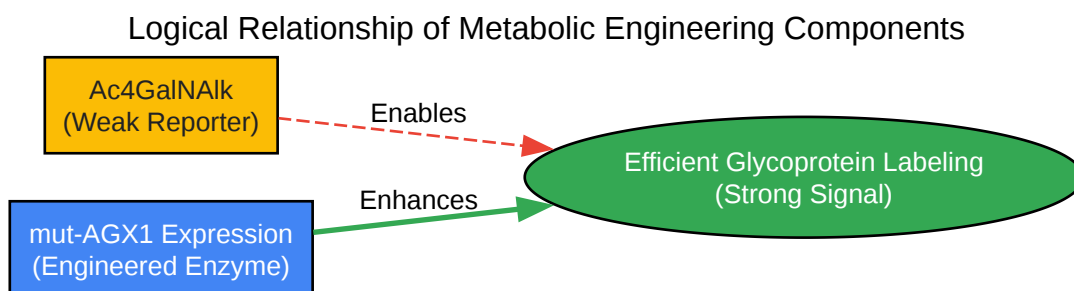 Logical Relationship of Metabolic Engineering Components
Ac4GalNAlk
(Weak Reporter)
Enables
Efficient Glycoprotein Labeling
(Strong Signal)
Enhances
mut-AGX1 Expression
(Engineered Enzyme)